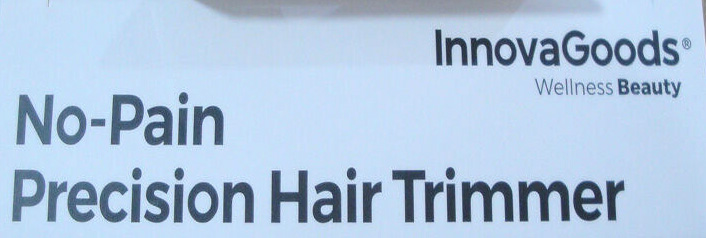 InnovaGoods®
Wellness Beauty
No-Pain
Precision Hair Trimmer